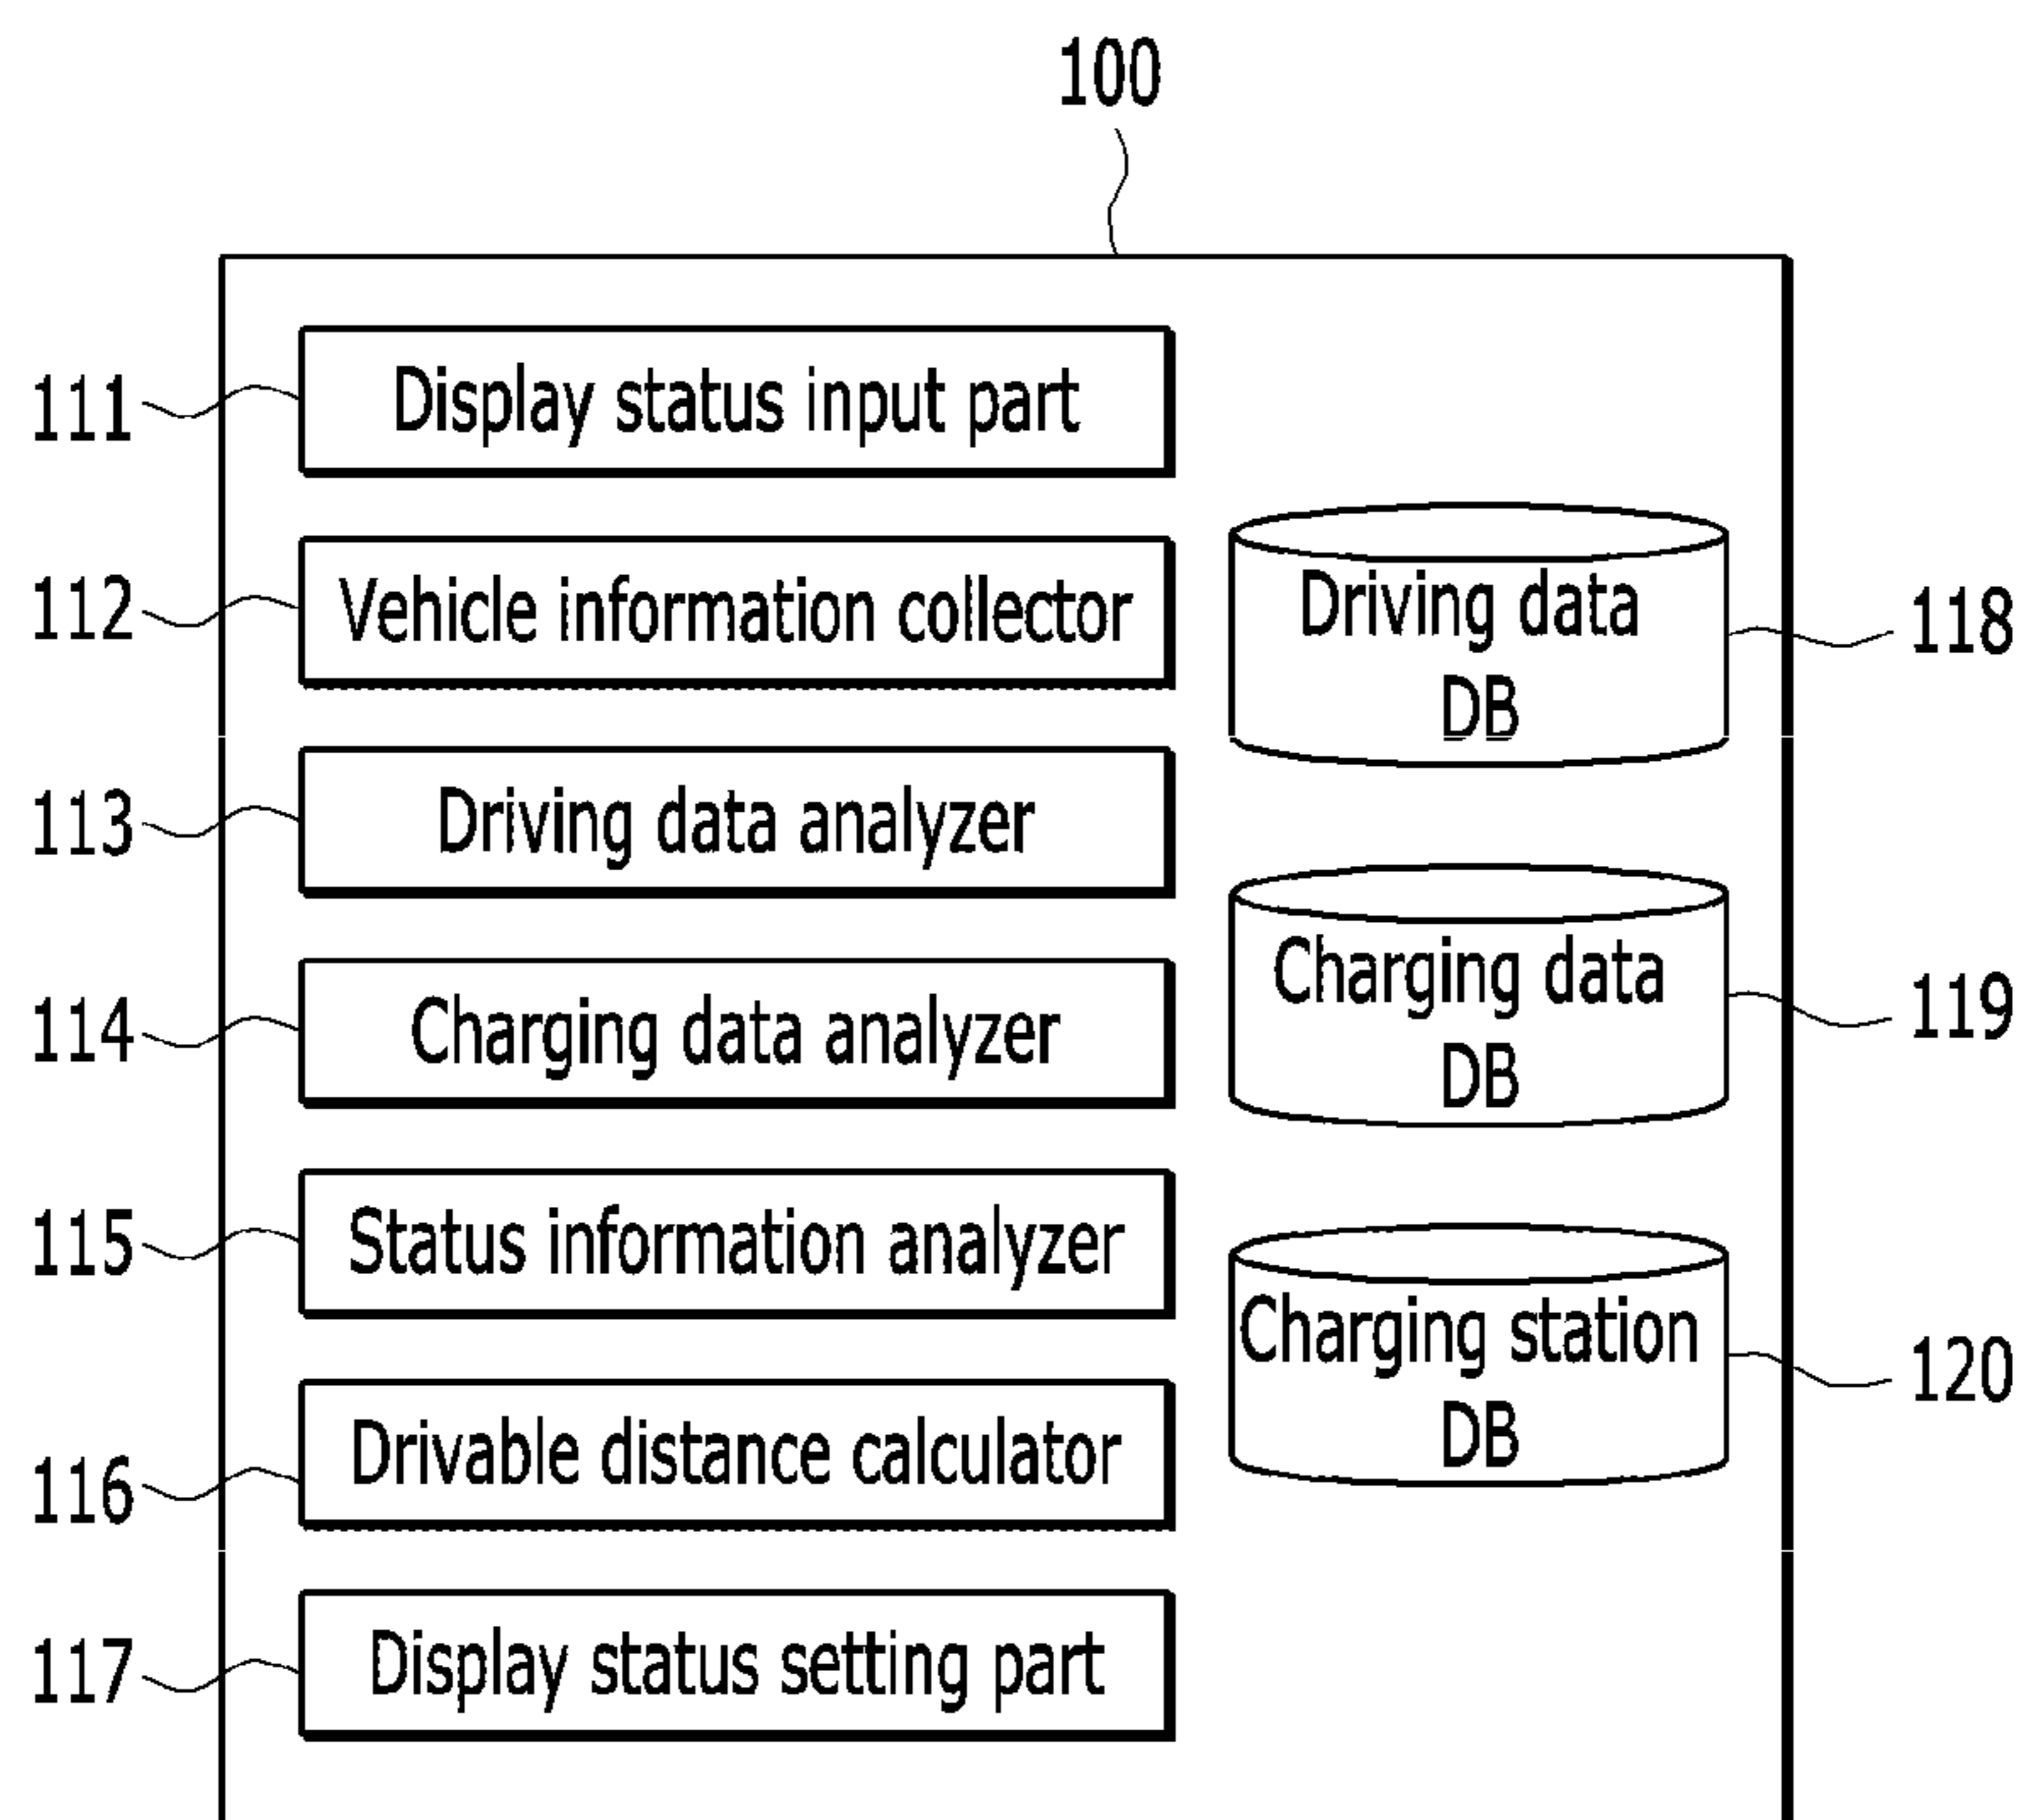 100
111
Display status input part
112
Vehicle information collector
Driving data
DB
118
113
Driving data analyzer
114
Charging data analyzer
Charging data
DB
119
115
Status information analyzer
Charging station
DB
120
116
Drivable distance calculator
117
Display status setting part